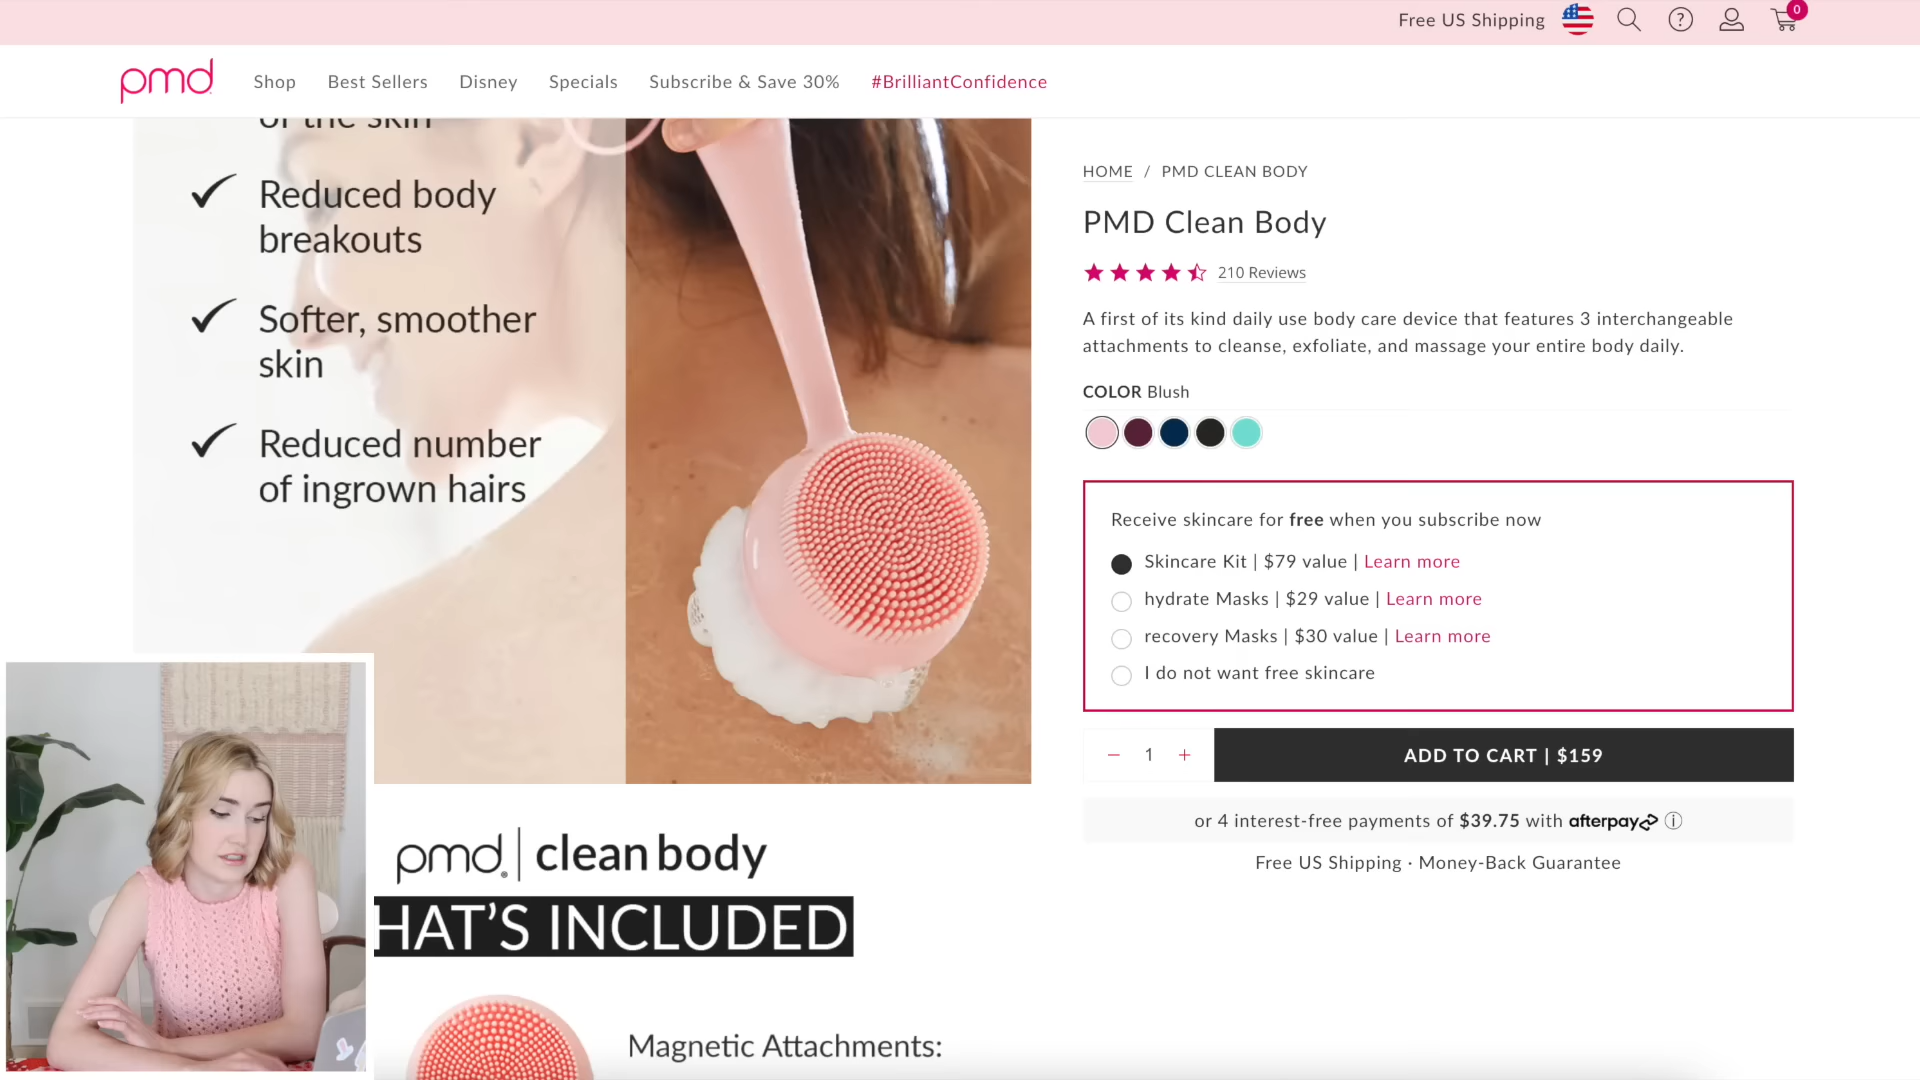 Free US Shipping
0
pmd
Shop
Best Sellers
Disney
Specials
Subscribe & Save 30%
#BrilliantConfidence
of the skin
Reduced body
breakouts
Softer, smoother
skin
Reduced number
of ingrown hairs
HOME / PMD CLEAN BODY
PMD Clean Body
210 Reviews
A first of its kind daily use body care device that features 3 interchangeable
attachments to cleanse, exfoliate, and massage your entire body daily.
COLOR Blush
Receive skincare for free when you subscribe now
Skincare Kit | $79 value | Learn more
hydrate Masks | $29 value | Learn more
recovery Masks | $30 value | Learn more
I do not want free skincare
− 1 +
ADD TO CART | $159
or 4 interest-free payments of $39.75 with afterpay
Free US Shipping · Money-Back Guarantee
pmd® | clean body
HAT'S INCLUDED
Magnetic Attachments: